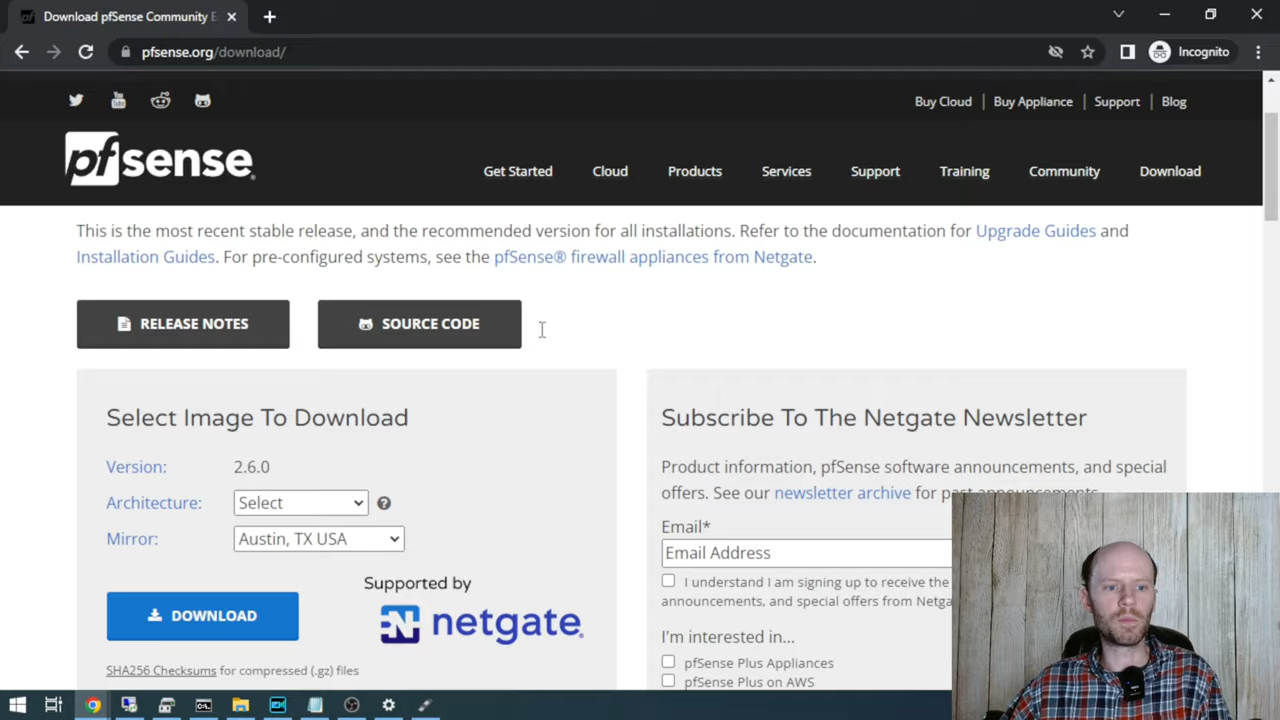 Download pfSense Community E
pfsense.org/download/
Incognito
Buy Cloud
Buy Appliance
Support
Blog
pfsense
Get Started
Cloud
Products
Services
Support
Training
Community
Download
This is the most recent stable release, and the recommended version for all installations. Refer to the documentation for Upgrade Guides and
Installation Guides. For pre-configured systems, see the pfSense® firewall appliances from Netgate.
RELEASE NOTES
SOURCE CODE
Select Image To Download
Version: 2.6.0
Architecture: Select
Mirror: Austin, TX USA
Supported by
netgate
DOWNLOAD
SHA256 Checksums for compressed (.gz) files
Subscribe To The Netgate Newsletter
Product information, pfSense software announcements, and special
offers. See our newsletter archive for past announcements.
Email*
Email Address
I understand I am signing up to receive the
announcements, and special offers from Netga
I'm interested in...
pfSense Plus Appliances
pfSense Plus on AWS